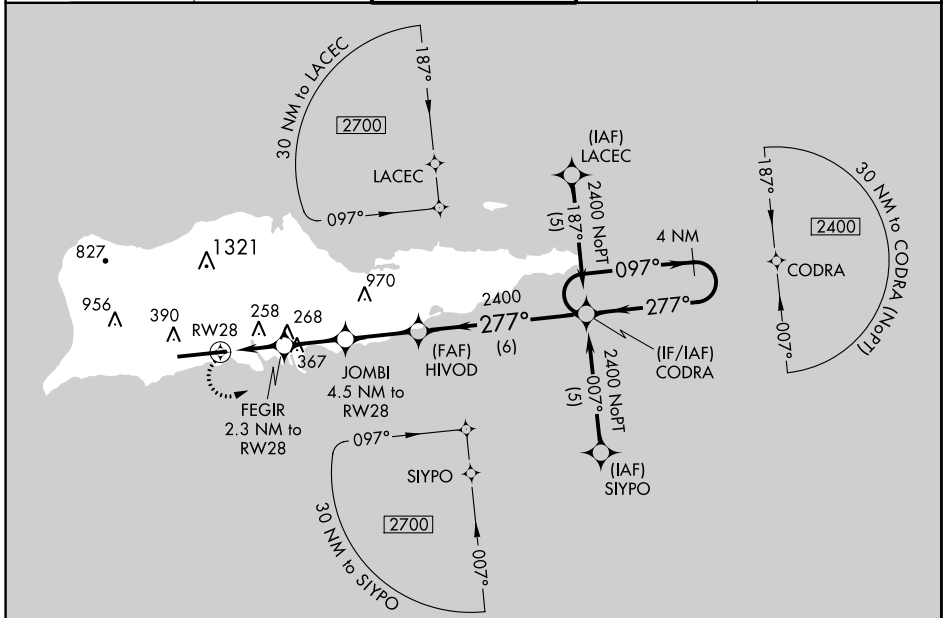 30 NM to LACEC
187°
2700
LACEC
097°
(IAF)
LACEC
2400 NoPT
187°
(5)
187°
30 NM to CODRA (NoPT)
2400
CODRA
007°
4 NM
097°
277°
827
1321
956
390
RW28
258
268
367
970
2400
277°
(6)
(FAF)
HIVOD
JOMBI
4.5 NM to
RW28
FEGIR
2.3 NM to
RW28
(IF/IAF)
CODRA
2400 NoPT
007°
(5)
(IAF)
SIYPO
097°
SIYPO
2700
007°
30 NM to SIYPO